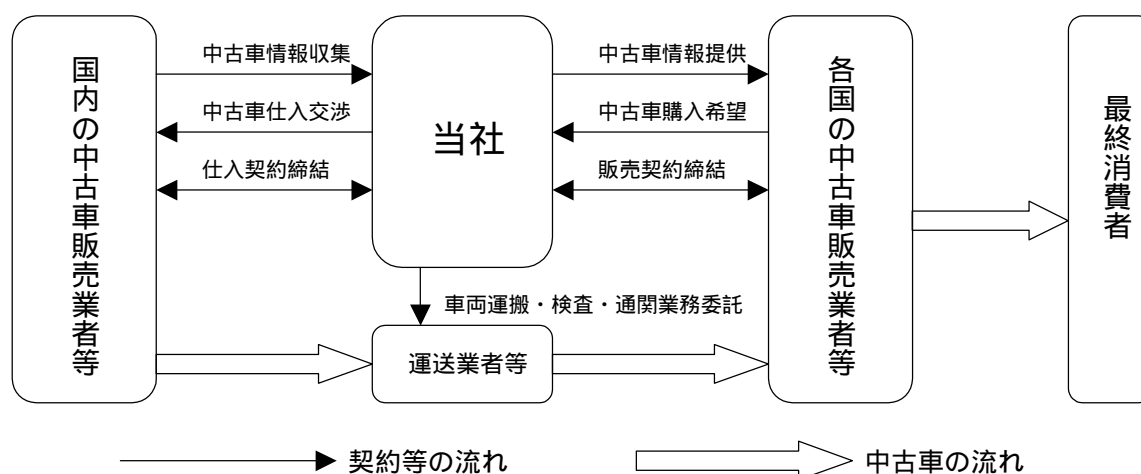 国内の中古車販売業者等
中古車情報収集
中古車仕入交渉
仕入契約締結
当社
中古車情報提供
中古車購入希望
販売契約締結
各国の中古車販売業者等
最終消費者
車両運搬・検査・通関業務委託
運送業者等
契約等の流れ
中古車の流れ